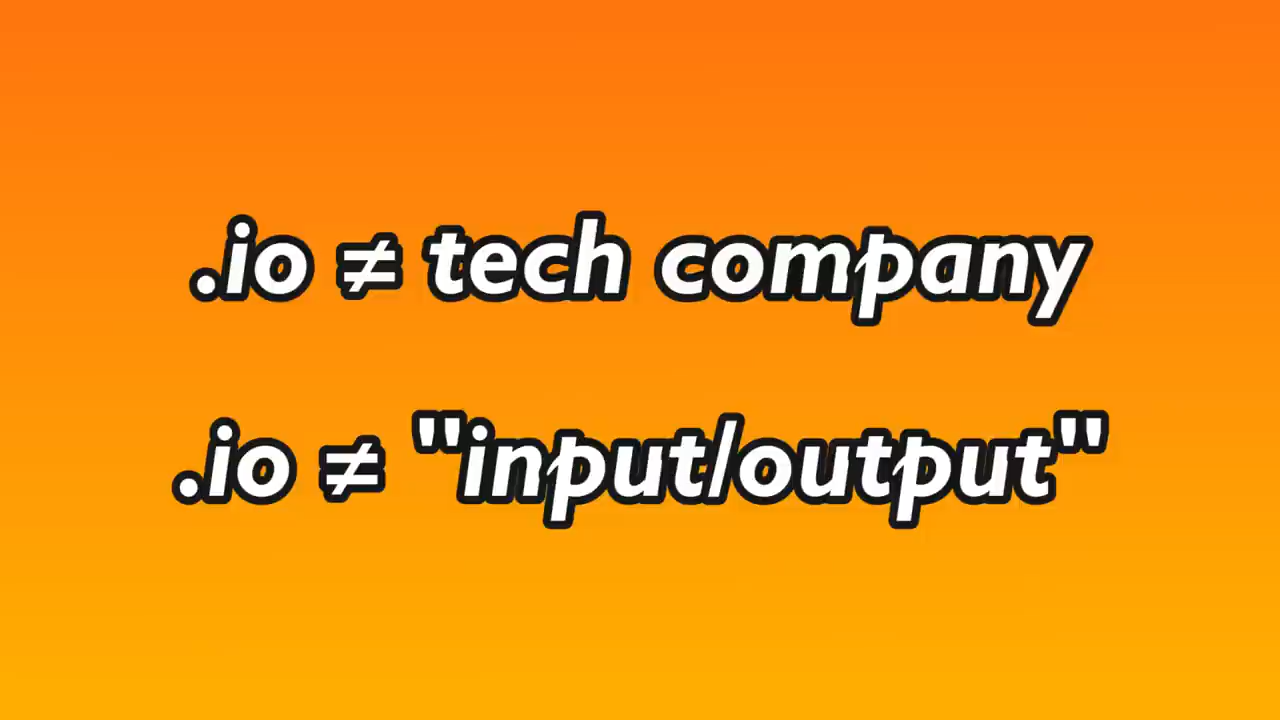 .io ≠ tech company
.io ≠ "input/output"